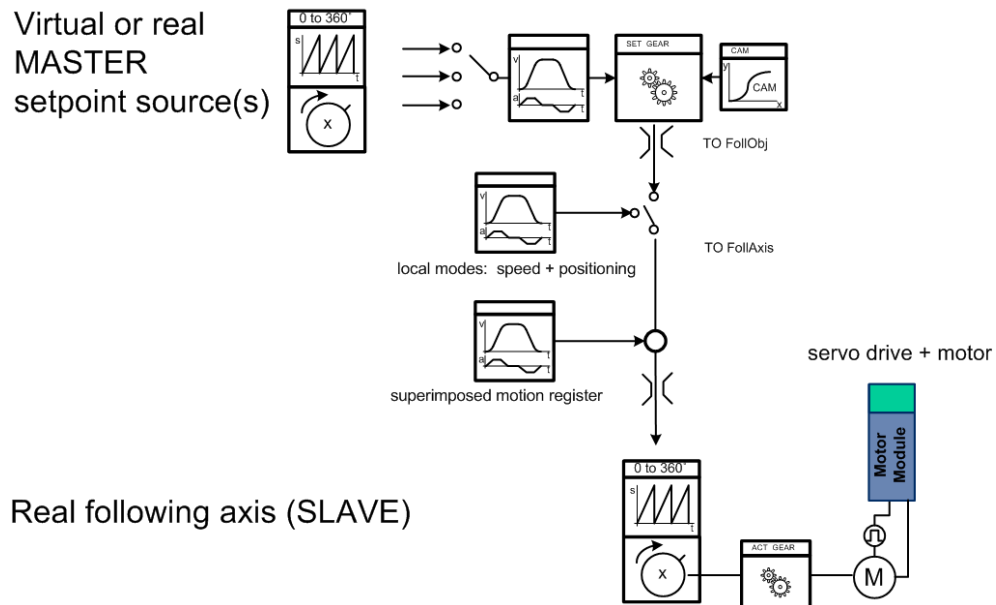 Virtual or real
MASTER
setpoint source(s)
0 to 360°
s
t
x
v
t
a
t
SET GEAR
CAM
y
CAM
x
TO FollObj
v
t
a
t
local modes: speed + positioning
TO FollAxis
v
t
a
t
superimposed motion register
servo drive + motor
Motor
Module
0 to 360°
s
t
x
Real following axis (SLAVE)
ACT GEAR
M